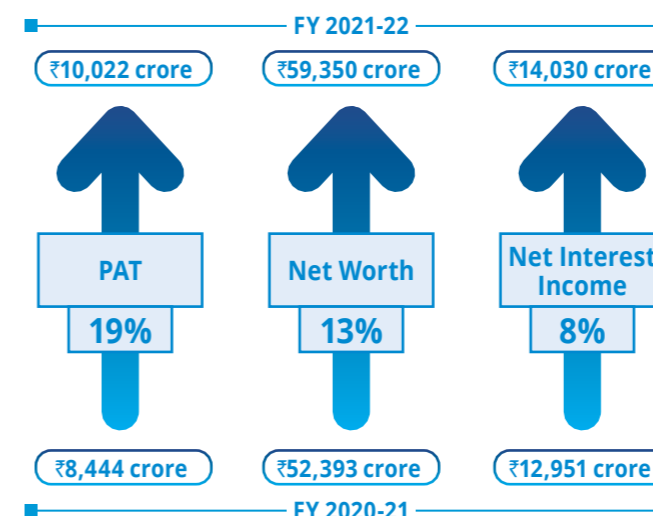 FY 2021-22
₹10,022 crore
₹59,350 crore
₹14,030 crore
PAT
19%
Net Worth
13%
Net Interest
Income
8%
₹8,444 crore
₹52,393 crore
₹12,951 crore
FY 2020-21